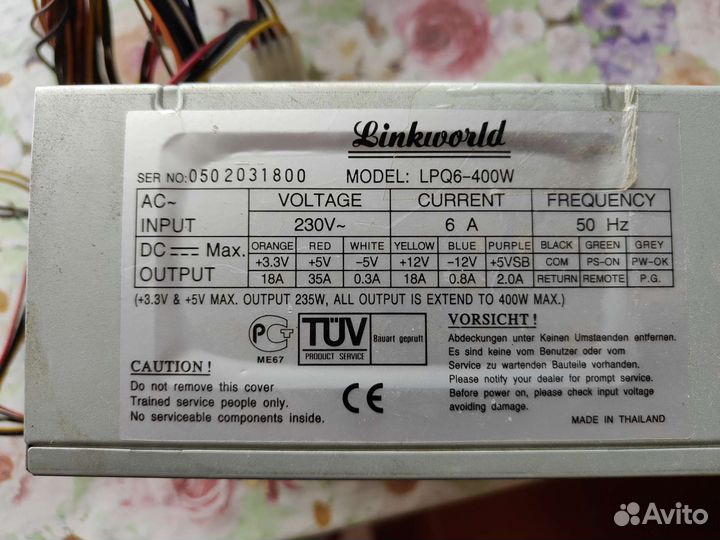 Linkworld
SER NO: 0502031800 MODEL: LPQ6-400W
AC~ VOLTAGE CURRENT FREQUENCY
INPUT 230V~ 6 A 50 Hz
DC Max. ORANGE RED WHITE YELLOW BLUE PURPLE BLACK GREEN GREY
+3.3V +5V -5V +12V -12V +5VSB COM PS-ON PW-OK
OUTPUT 18A 35A 0.3A 18A 0.8A 2.0A RETURN REMOTE P.G.
(+3.3V & +5V MAX. OUTPUT 235W, ALL OUTPUT IS EXTEND TO 400W MAX.)
РСТ
ME67
TÜV
PRODUCT SERVICE
Bauart geprüft
VORSICHT!
Abdeckungen unter Keinen Umstaenden entfernen.
Es sind keine vom Benutzer oder vom
Service zu wartenden Bauteile vorhanden.
Please notify your dealer for prompt service.
Before power on, please check input voltage
avoiding damage.
CAUTION!
Do not remove this cover
Trained service people only.
No serviceable components inside.
CE
MADE IN THAILAND
Avito